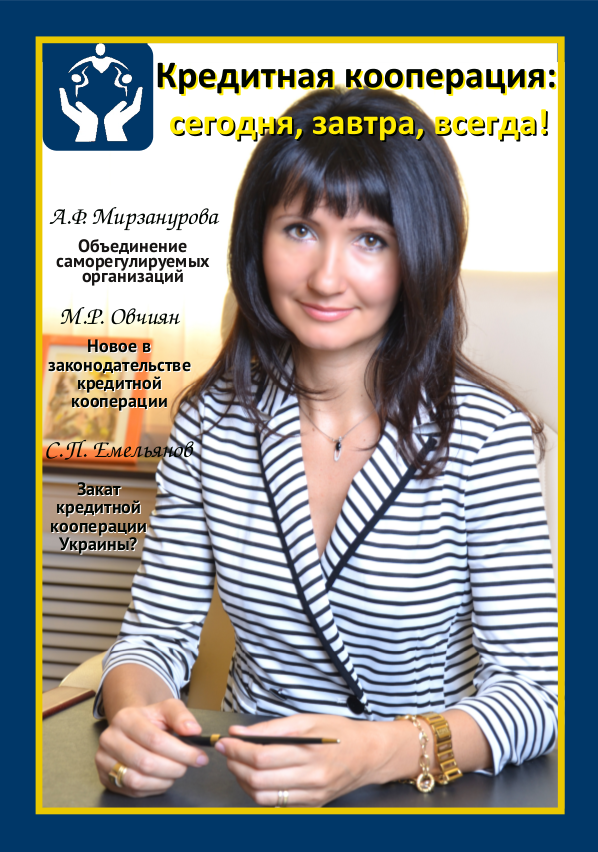 Кредитная кооперация:
сегодня, завтра, всегда!
А.Ф. Мирзанурова
Объединение
саморегулируемых
организаций
М.Р. Овчиян
Новое в
законодательстве
кредитной
кооперации
С.П. Емельянов
Закат
кредитной
кооперации
Украины?